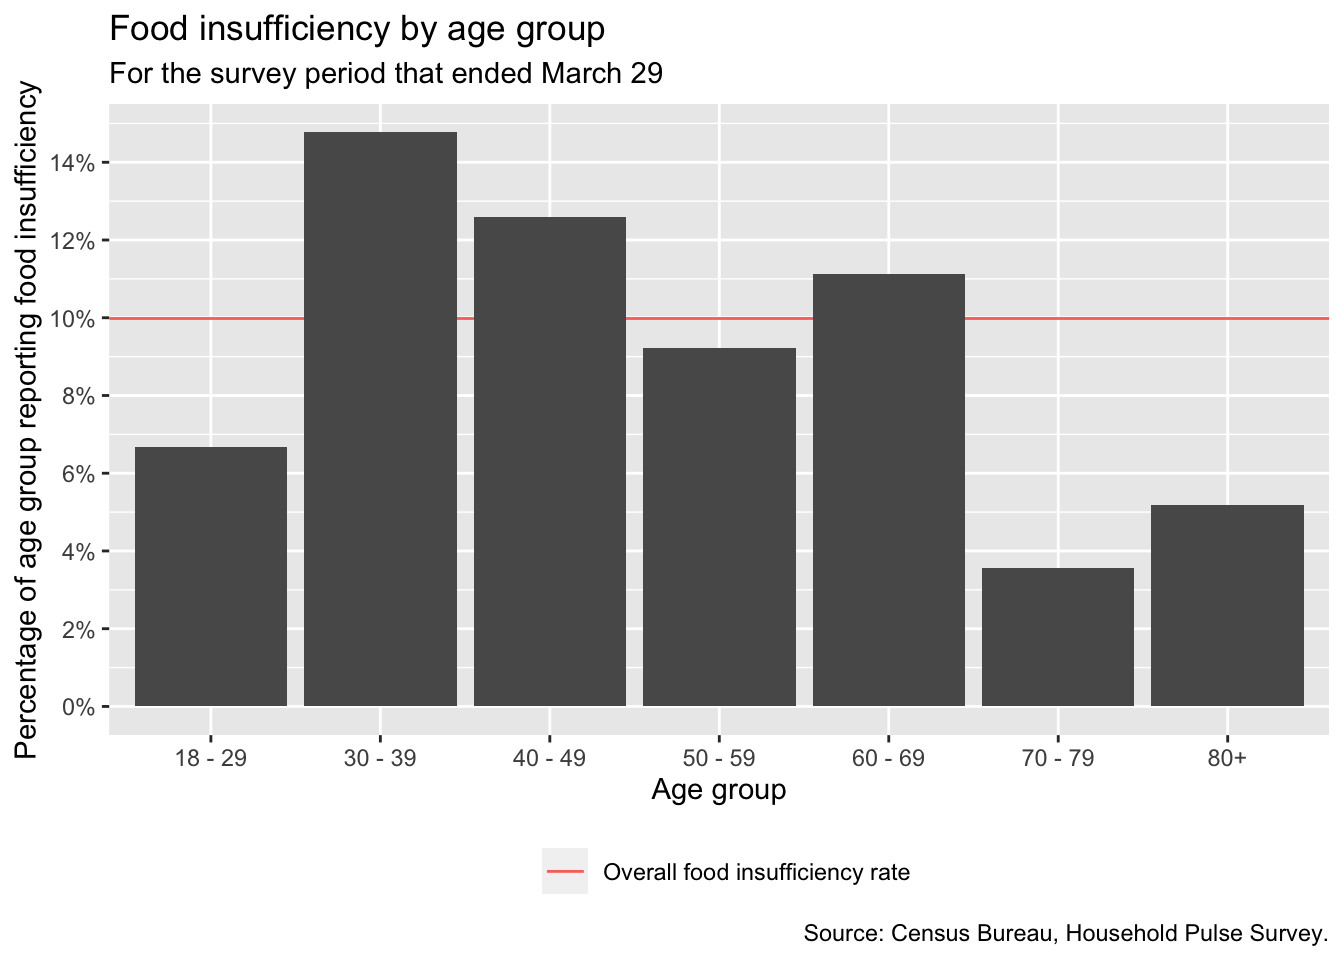 Food insufficiency by age group
For the survey period that ended March 29
Percentage of age group reporting food insufficiency
14%
12%
10%
8%
6%
4%
2%
0%
18 - 29
30 - 39
40 - 49
50 - 59
60 - 69
70 - 79
80+
Age group
Overall food insufficiency rate
Source: Census Bureau, Household Pulse Survey.